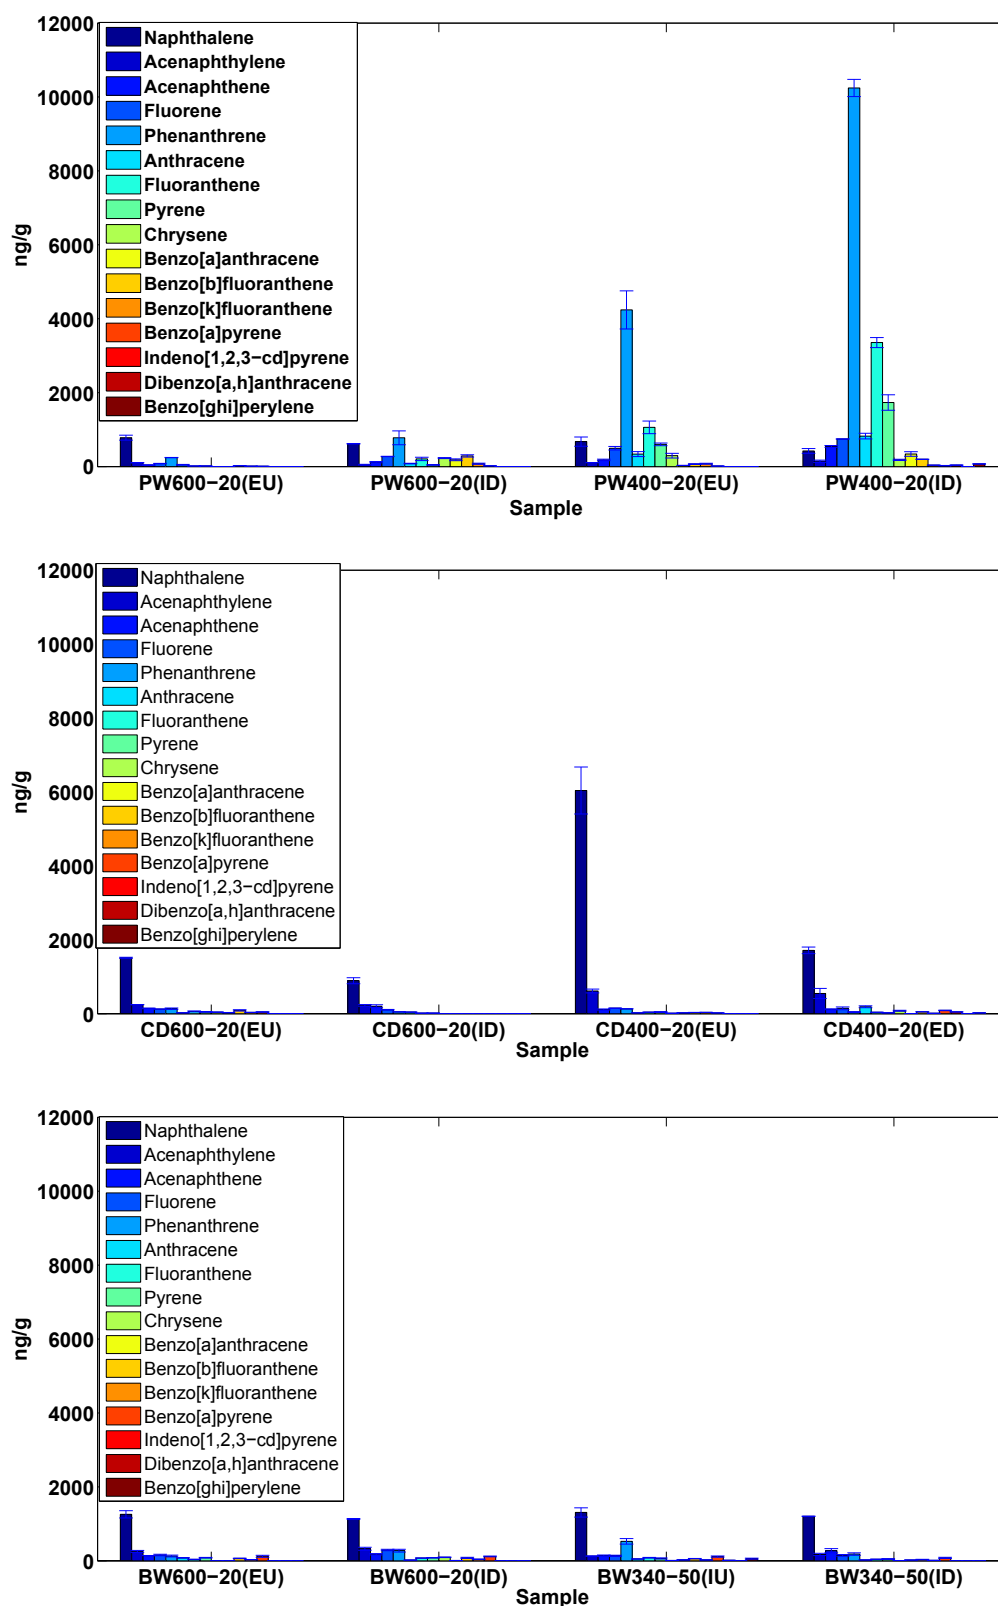 12000
10000
8000
6000
4000
2000
0
ng/g
Naphthalene
Acenaphthylene
Acenaphthene
Fluorene
Phenanthrene
Anthracene
Fluoranthene
Pyrene
Chrysene
Benzo[a]anthracene
Benzo[b]fluoranthene
Benzo[k]fluoranthene
Benzo[a]pyrene
Indeno[1,2,3−cd]pyrene
Dibenzo[a,h]anthracene
Benzo[ghi]perylene
PW600−20(EU) PW600−20(ID) PW400−20(EU) PW400−20(ID)
Sample
12000
10000
8000
6000
4000
2000
0
ng/g
Naphthalene
Acenaphthylene
Acenaphthene
Fluorene
Phenanthrene
Anthracene
Fluoranthene
Pyrene
Chrysene
Benzo[a]anthracene
Benzo[b]fluoranthene
Benzo[k]fluoranthene
Benzo[a]pyrene
Indeno[1,2,3−cd]pyrene
Dibenzo[a,h]anthracene
Benzo[ghi]perylene
CD600−20(EU) CD600−20(ID) CD400−20(EU) CD400−20(ED)
Sample
12000
10000
8000
6000
4000
2000
0
ng/g
Naphthalene
Acenaphthylene
Acenaphthene
Fluorene
Phenanthrene
Anthracene
Fluoranthene
Pyrene
Chrysene
Benzo[a]anthracene
Benzo[b]fluoranthene
Benzo[k]fluoranthene
Benzo[a]pyrene
Indeno[1,2,3−cd]pyrene
Dibenzo[a,h]anthracene
Benzo[ghi]perylene
BW600−20(EU) BW600−20(ID) BW340−50(IU) BW340−50(ID)
Sample